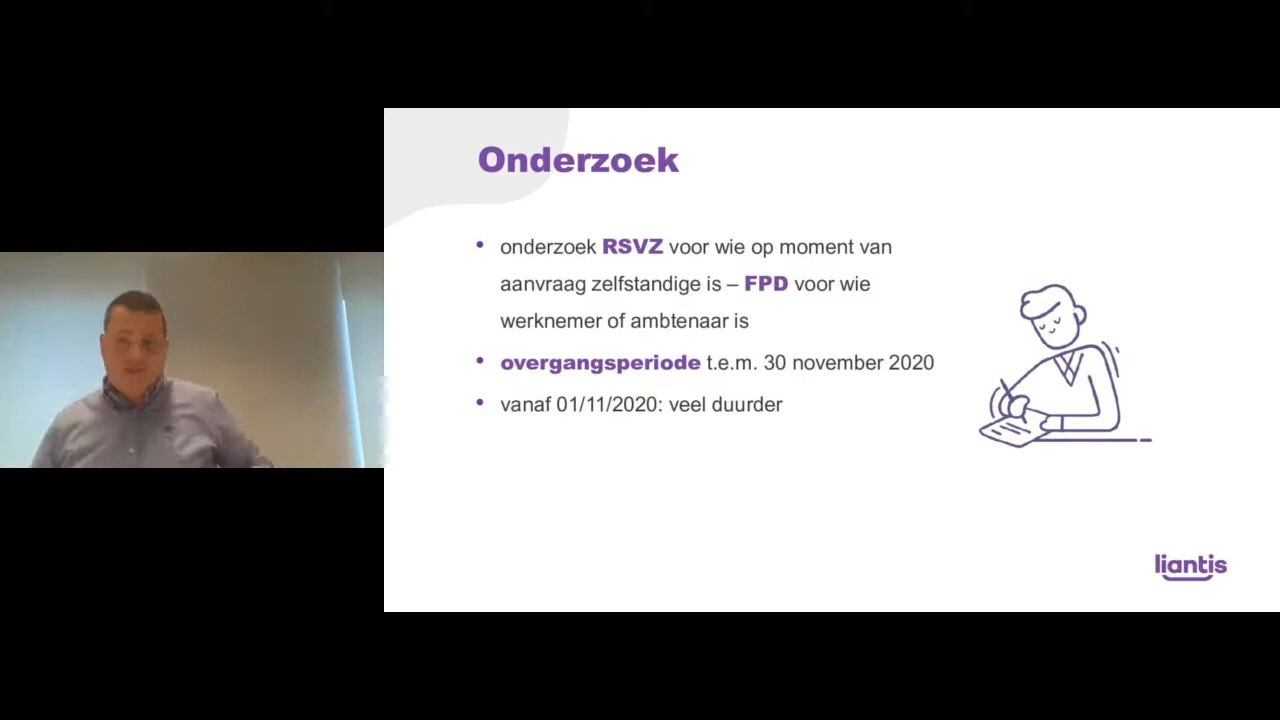 Onderzoek
• onderzoek RSVZ voor wie op moment van
aanvraag zelfstandige is – FPD voor wie
werknemer of ambtenaar is
• overgangsperiode t.e.m. 30 november 2020
• vanaf 01/11/2020: veel duurder
liantis